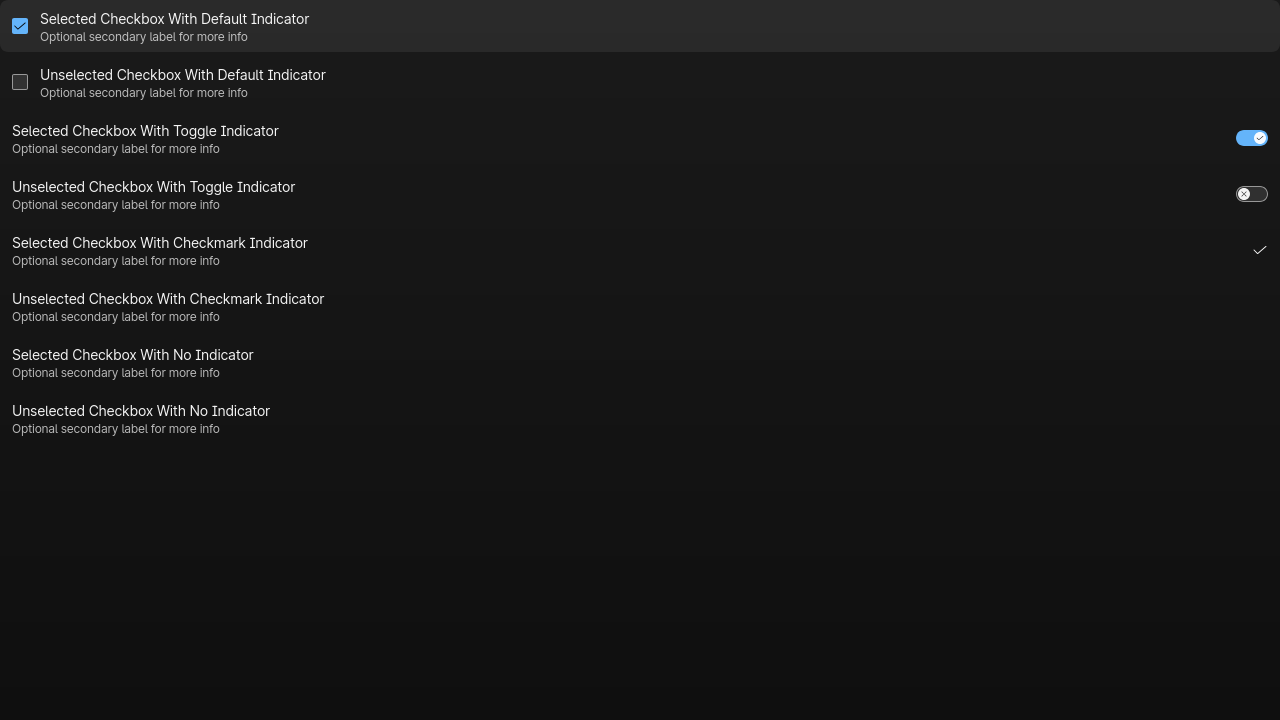 Selected Checkbox With Default Indicator
Optional secondary label for more info
Unselected Checkbox With Default Indicator
Optional secondary label for more info
Selected Checkbox With Toggle Indicator
Optional secondary label for more info
Unselected Checkbox With Toggle Indicator
Optional secondary label for more info
Selected Checkbox With Checkmark Indicator
Optional secondary label for more info
Unselected Checkbox With Checkmark Indicator
Optional secondary label for more info
Selected Checkbox With No Indicator
Optional secondary label for more info
Unselected Checkbox With No Indicator
Optional secondary label for more info